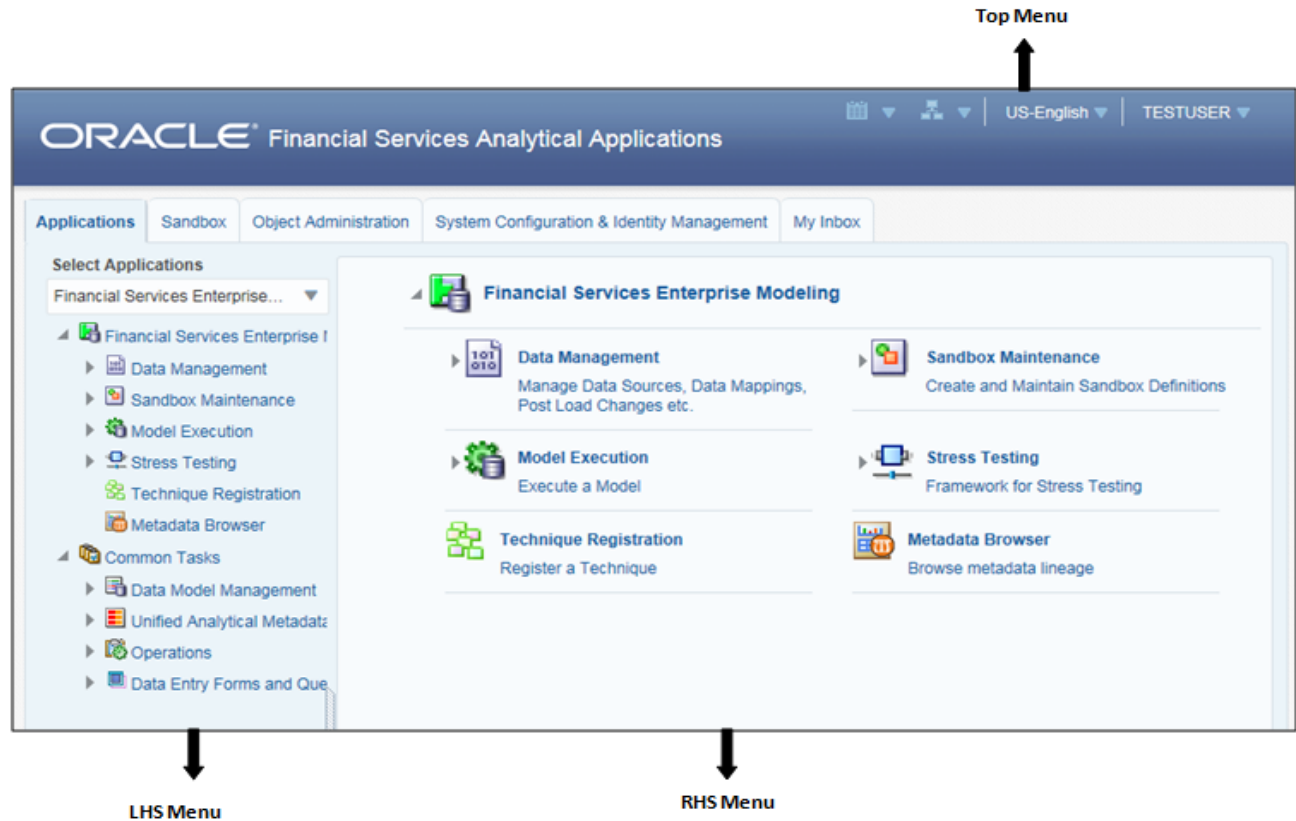 Top Menu
US-English
TESTUSER
ORACLE Financial Services Analytical Applications
Applications
Sandbox
Object Administration
System Configuration & Identity Management
My Inbox
Select Applications
Financial Services Enterprise...
Financial Services Enterprise
Data Management
Sandbox Maintenance
Model Execution
Stress Testing
Technique Registration
Metadata Browser
Common Tasks
Data Model Management
Unified Analytical Metadata
Operations
Data Entry Forms and Que
Financial Services Enterprise Modeling
101
010
Data Management
Manage Data Sources, Data Mappings,
Post Load Changes etc.
Sandbox Maintenance
Create and Maintain Sandbox Definitions
Model Execution
Execute a Model
Stress Testing
Framework for Stress Testing
Technique Registration
Register a Technique
Metadata Browser
Browse metadata lineage
LHS Menu
RHS Menu